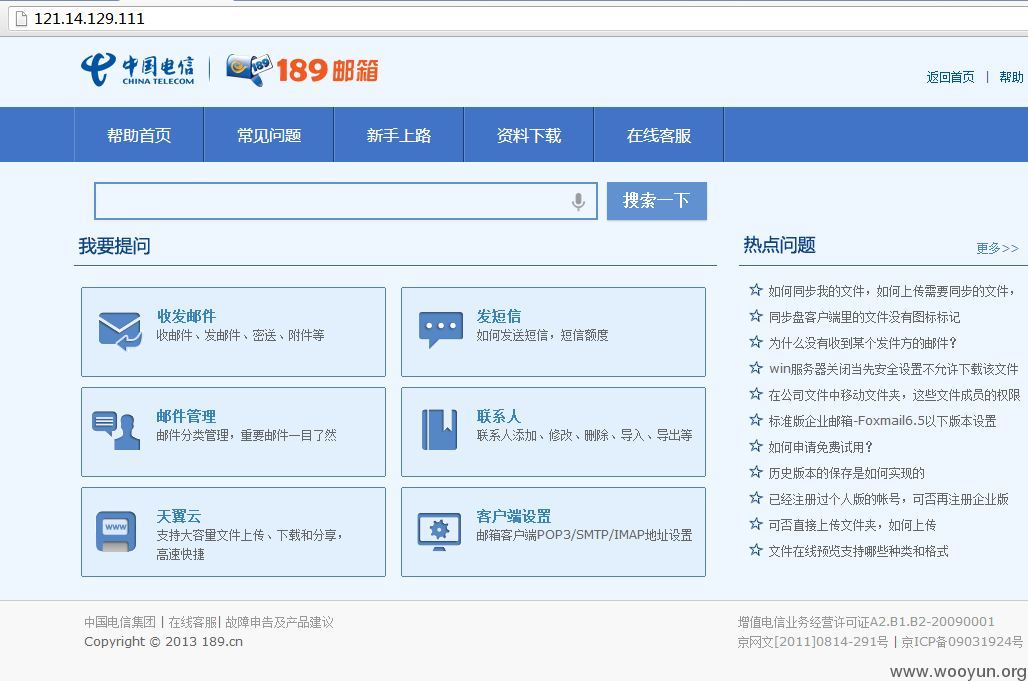 121.14.129.111
中国电信
CHINA TELECOM
189
189邮箱
返回首页 | 帮助
帮助首页 常见问题 新手上路 资料下载 在线客服
搜索一下
我要提问
收发邮件
收邮件、发邮件、密送、附件等
发短信
如何发送短信，短信额度
邮件管理
邮件分类管理，重要邮件一目了然
联系人
联系人添加、修改、删除、导入、导出等
www
天翼云
支持大容量文件上传、下载和分享，
高速快捷
客户端设置
邮箱客户端POP3/SMTP/IMAP地址设置
热点问题 更多>>
如何同步我的文件，如何上传需要同步的文件，
同步盘客户端里的文件没有图标标记
为什么没有收到某个发件方的邮件？
win服务器关闭当先安全设置不允许下载该文件
在公司文件中移动文件夹，这些文件成员的权限
标准版企业邮箱-Foxmail6.5以下版本设置
如何申请免费试用？
历史版本的保存是如何实现的
已经注册过个人版的帐号，可否再注册企业版
可否直接上传文件夹，如何上传
文件在线预览支持哪些种类和格式
中国电信集团 | 在线客服| 故障申告及产品建议
Copyright © 2013 189.cn
增值电信业务经营许可证A2.B1.B2-20090001
京网文[2011]0814-291号 | 京ICP备09031924号
www.wooyun.org